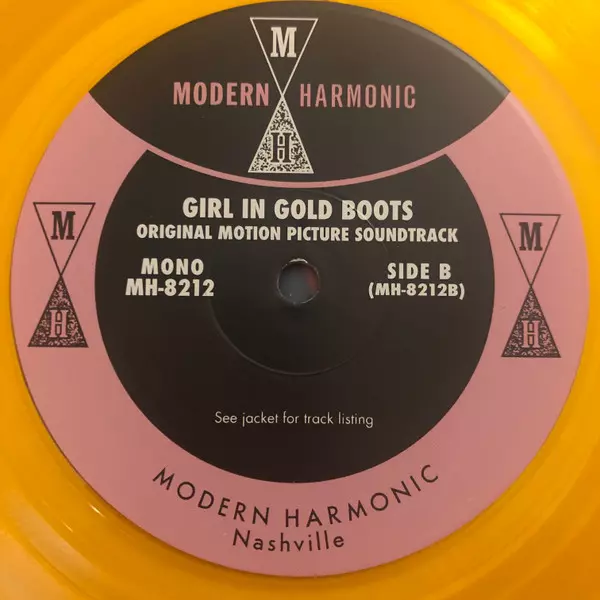 M
MODERN HARMONIC
H
GIRL IN GOLD BOOTS
ORIGINAL MOTION PICTURE SOUNDTRACK
MONO
MH-8212
SIDE B
(MH-8212B)
M
H
M
H
See jacket for track listing
MODERN HARMONIC
Nashville